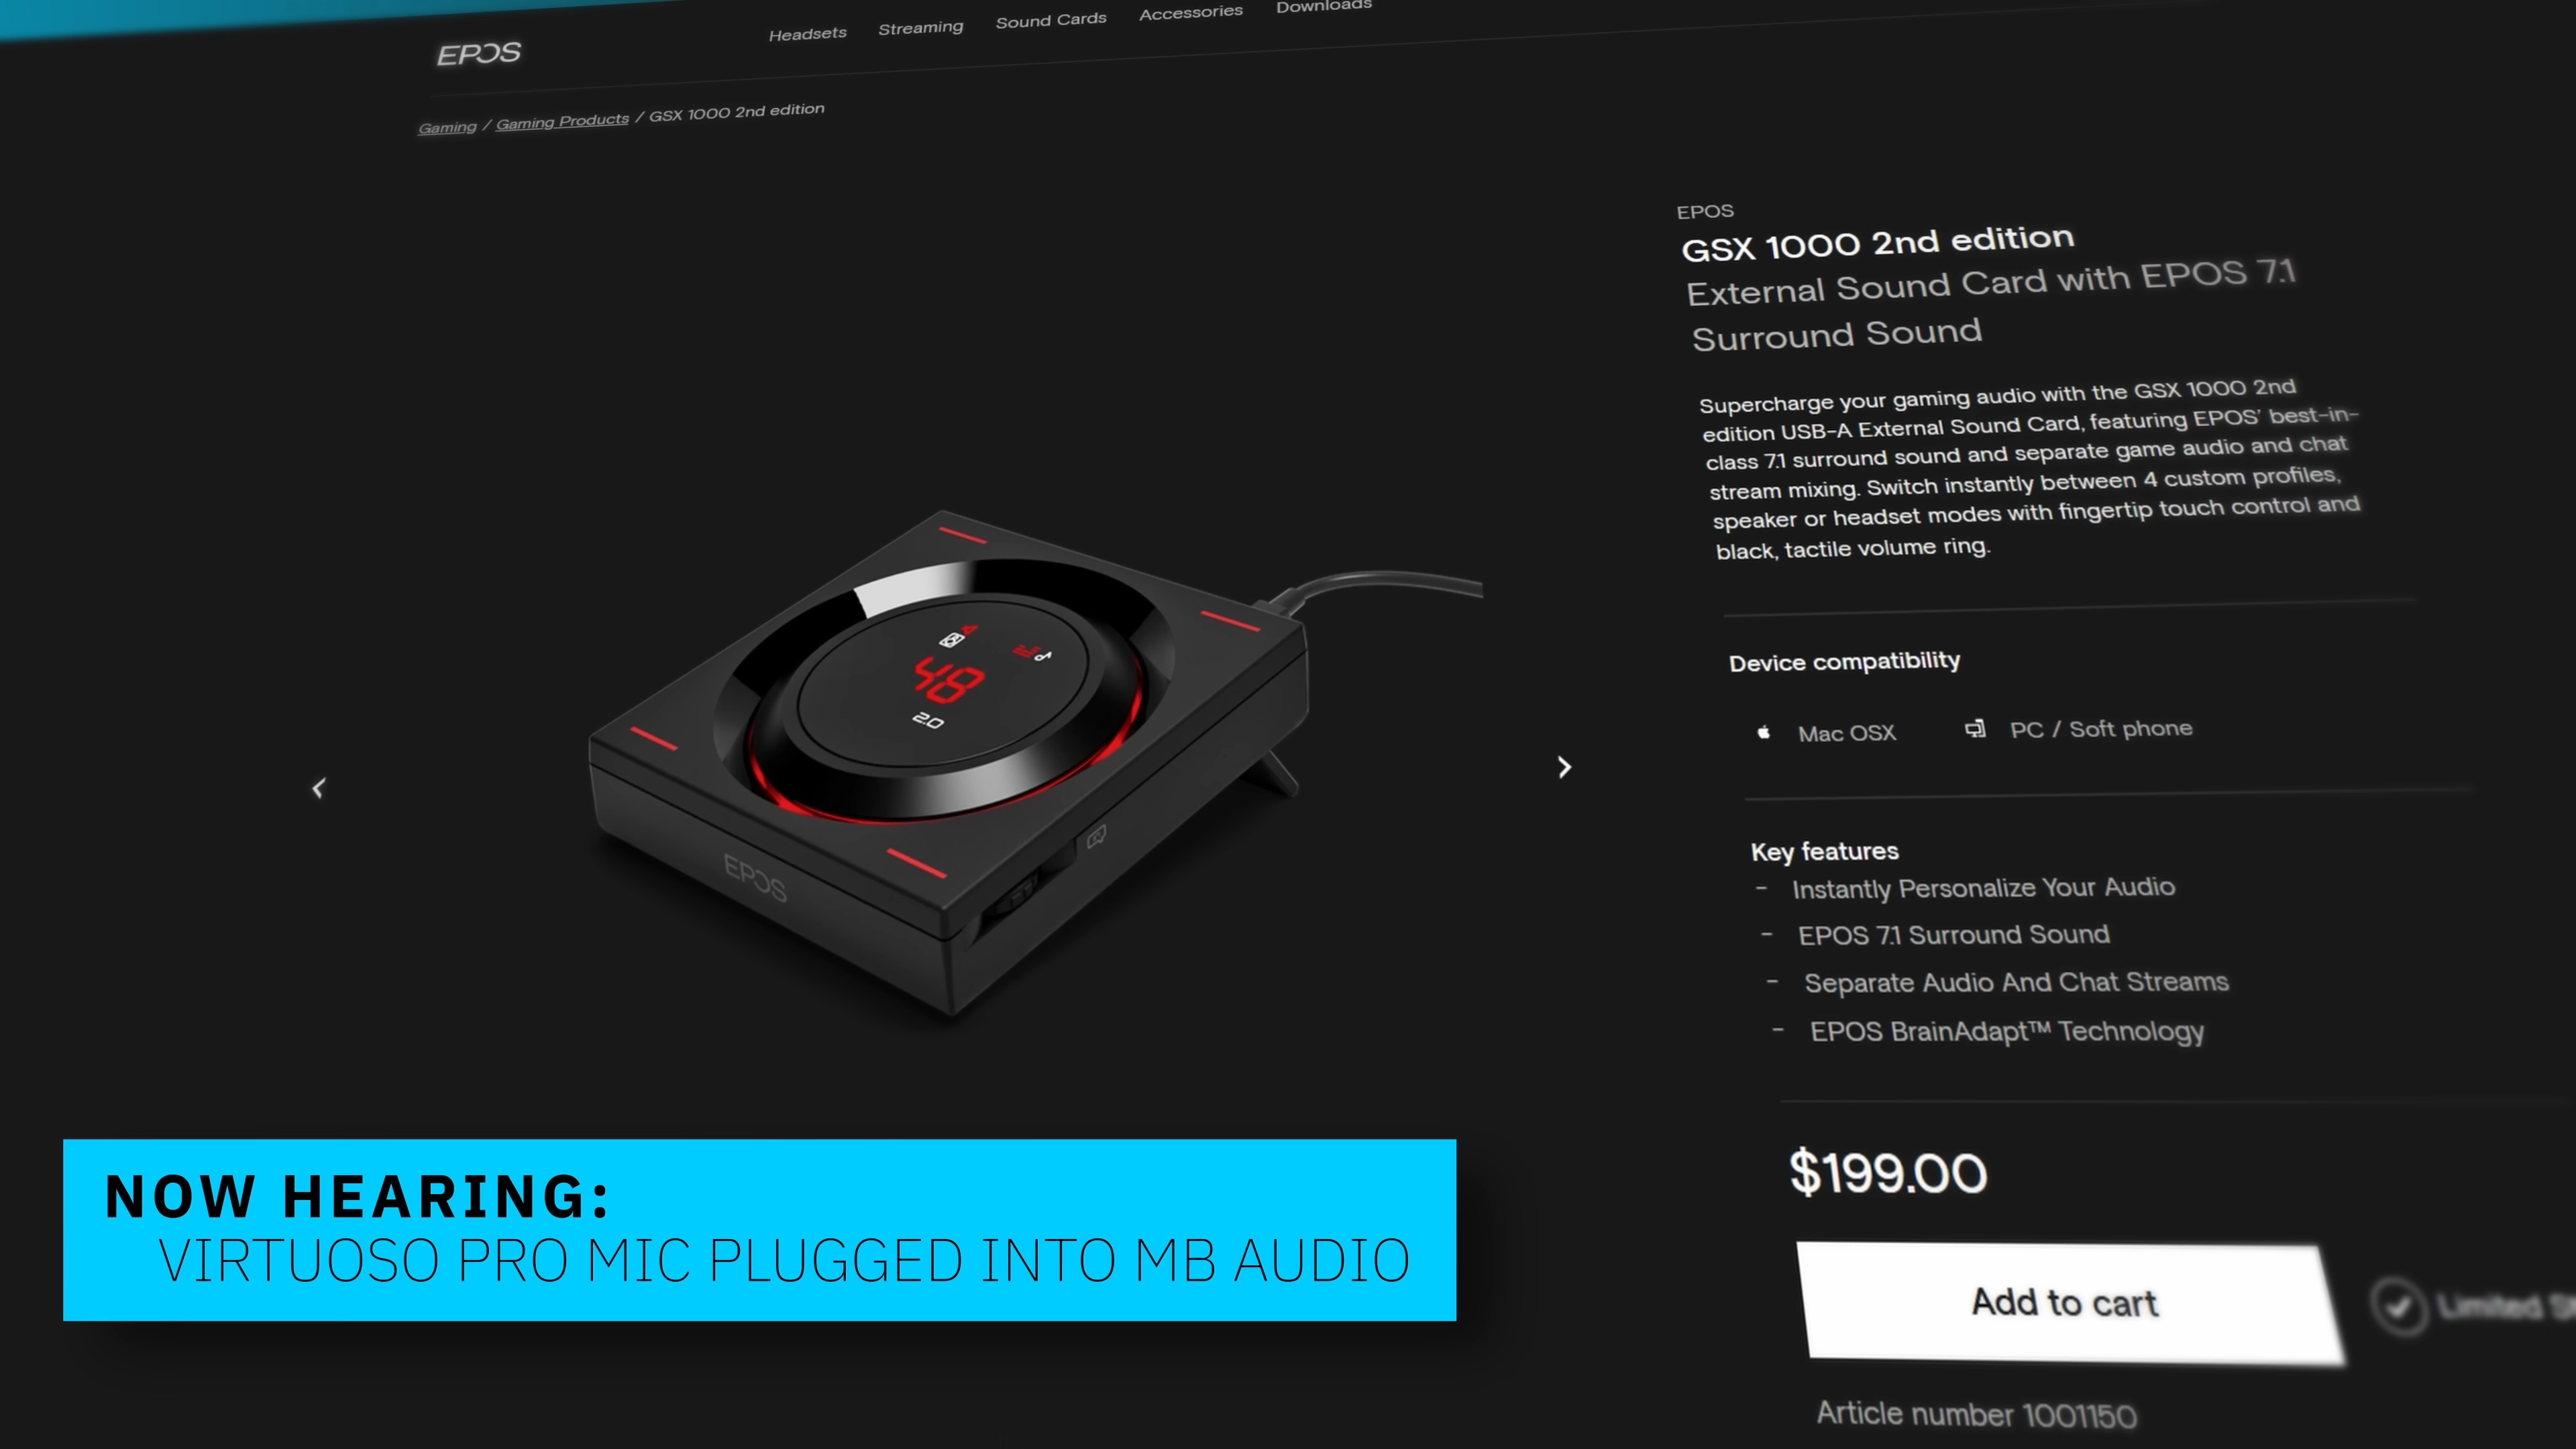 EPOS
Headsets Streaming Sound Cards Accessories Downloads
Gaming / Gaming Products / GSX 1000 2nd edition
EPOS
GSX 1000 2nd edition
External Sound Card with EPOS 7.1
Surround Sound
Supercharge your gaming audio with the GSX 1000 2nd
edition USB-A External Sound Card, featuring EPOS' best-in-
class 7.1 surround sound and separate game audio and chat
stream mixing. Switch instantly between 4 custom profiles,
speaker or headset modes with fingertip touch control and
black, tactile volume ring.
48
2.0
EPOS
Device compatibility
Mac OSX PC / Soft phone
Key features
- Instantly Personalize Your Audio
- EPOS 7.1 Surround Sound
- Separate Audio And Chat Streams
- EPOS BrainAdapt™ Technology
$199.00
Add to cart
Limited
Article number 1001150
NOW HEARING:
VIRTUOSO PRO MIC PLUGGED INTO MB AUDIO